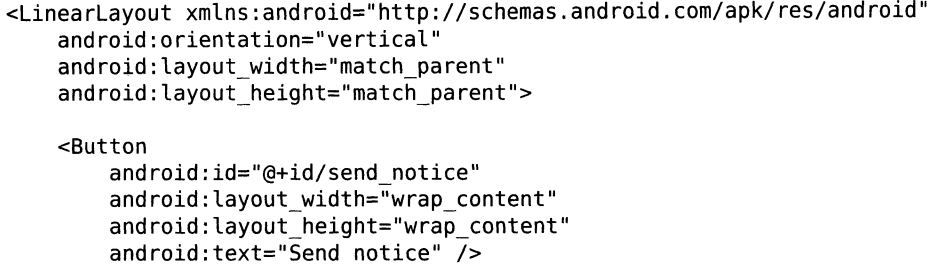 <LinearLayout xmlns:android="http://schemas.android.com/apk/res/android"
    android:orientation="vertical"
    android:layout_width="match_parent"
    android:layout_height="match_parent">

    <Button
        android:id="@+id/send_notice"
        android:layout_width="wrap_content"
        android:layout_height="wrap_content"
        android:text="Send notice" />